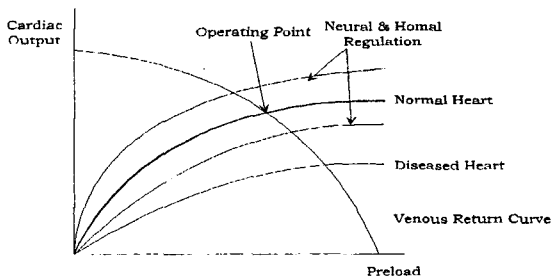 Cardiac
Output
Operating Point
Neural & Homal
Regulation
Normal Heart
Diseased Heart
Venous Return Curve
Preload